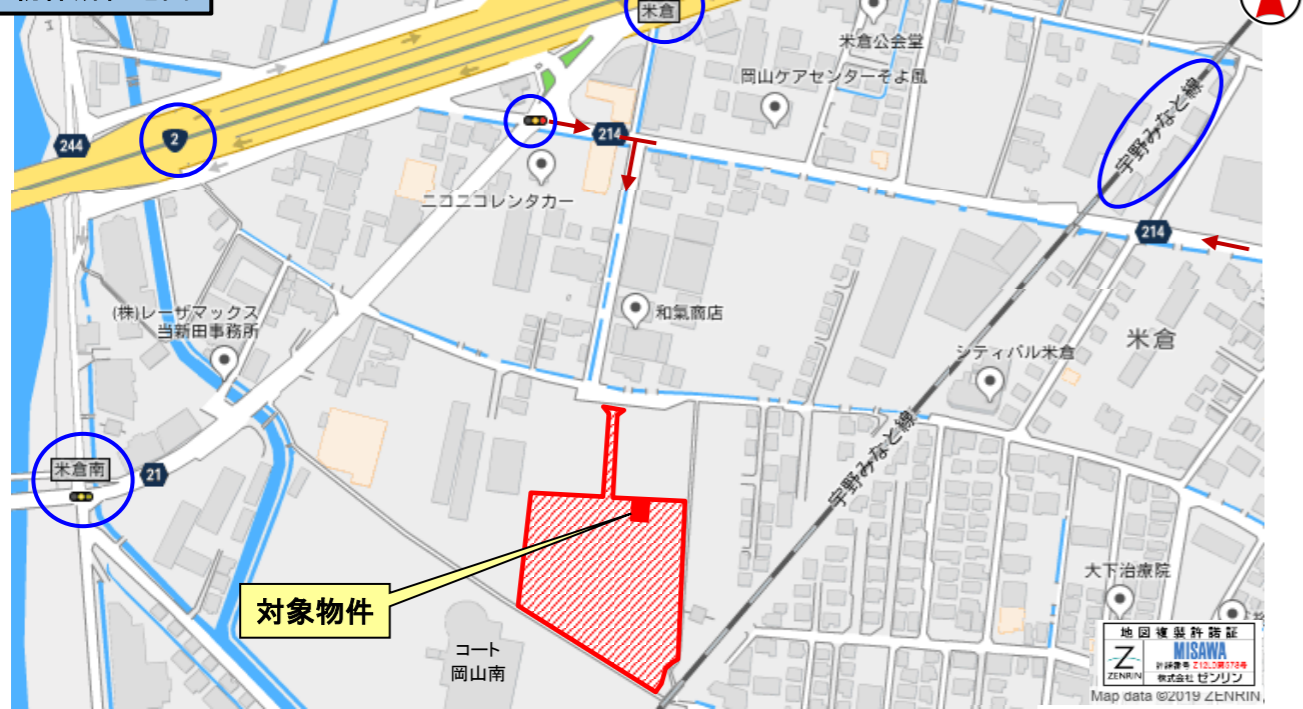 米倉
米倉公会堂
岡山ケアセンターそよ風
宇野みなと線
244
2
214
ニコニコレンタカー
214
(株)レーザマックス
当新田事務所
和氣商店
米倉
シティパル米倉
宇野みなと線
米倉南
21
対象物件
大下治療院
コート
岡山南
地図複製許諾証
MISAWA
Z
ZENRIN
株式会社 ゼンリン
Map data ©2019 ZENRIN